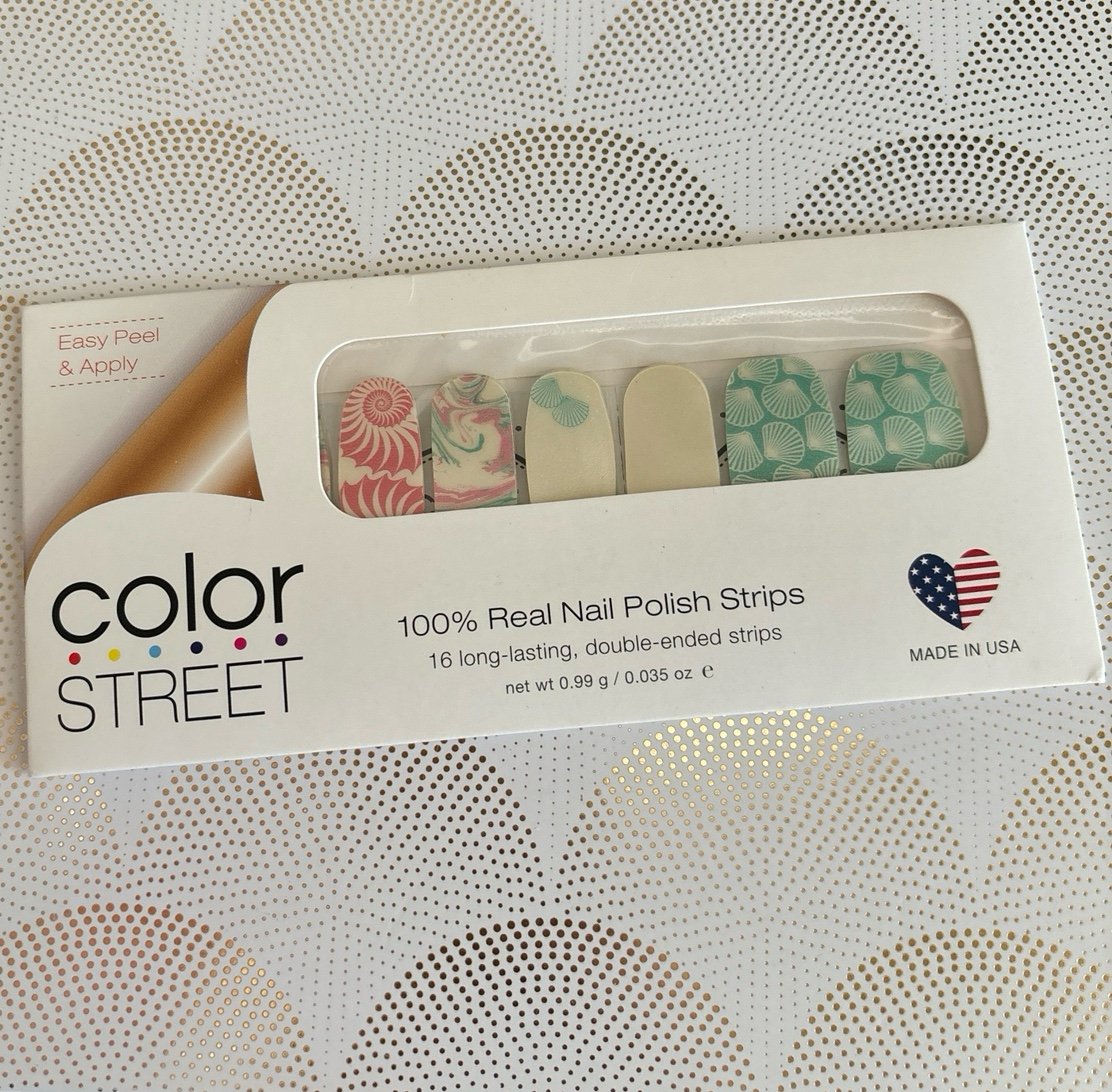 Easy Peel
& Apply
color
STREET
100% Real Nail Polish Strips
16 long-lasting, double-ended strips
net wt 0.99 g / 0.035 oz ℮
MADE IN USA